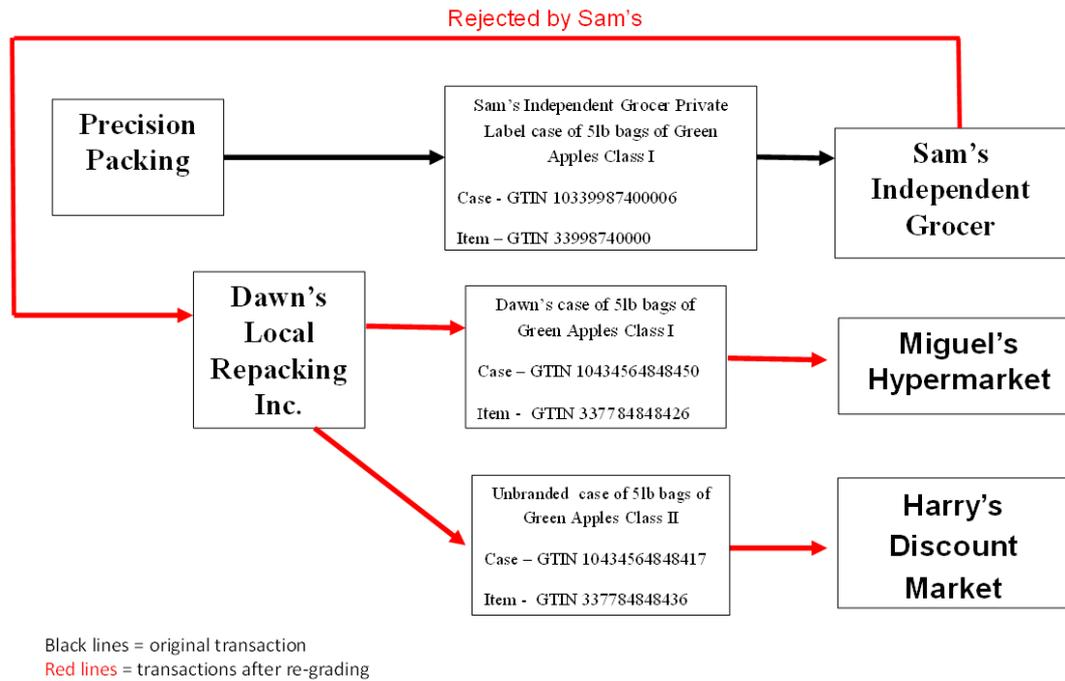 Rejected by Sam's
Precision
Packing
Sam's Independent Grocer Private
Label case of 5lb bags of Green
Apples Class I
Case - GTIN 10339987400006
Item – GTIN 33998740000
Sam's
Independent
Grocer
Dawn's
Local
Repacking
Inc.
Dawn's case of 5lb bags of
Green Apples Class I
Case – GTIN 10434564848450
Item - GTIN 337784848426
Miguel's
Hypermarket
Unbranded case of 5lb bags of
Green Apples Class II
Case – GTIN 10434564848417
Item - GTIN 337784848436
Harry's
Discount
Market
Black lines = original transaction
Red lines = transactions after re-grading